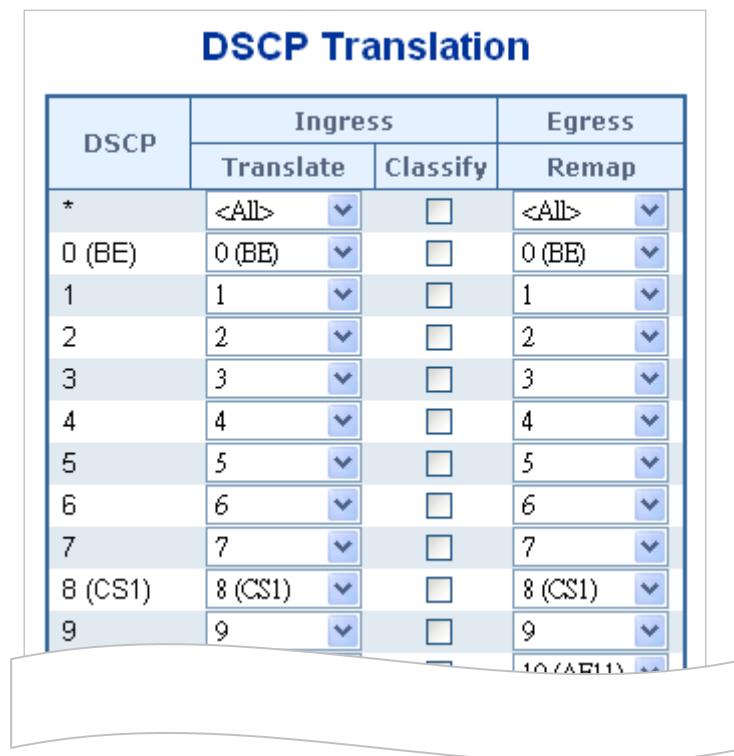 DSCP Translation
DSCP Ingress Egress
Translate Classify Remap
* <All> <All>
0 (BE) 0 (BE) 0 (BE)
1 1 1
2 2 2
3 3 3
4 4 4
5 5 5
6 6 6
7 7 7
8 (CS1) 8 (CS1) 8 (CS1)
9 9 9
10 (AF11)